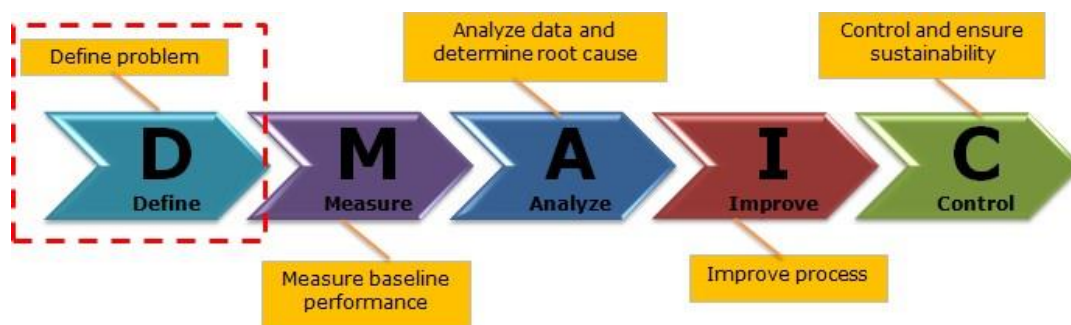 Define problem
Analyze data and
determine root cause
Control and ensure
sustainability
D
Define
M
Measure
A
Analyze
I
Improve
C
Control
Measure baseline
performance
Improve process